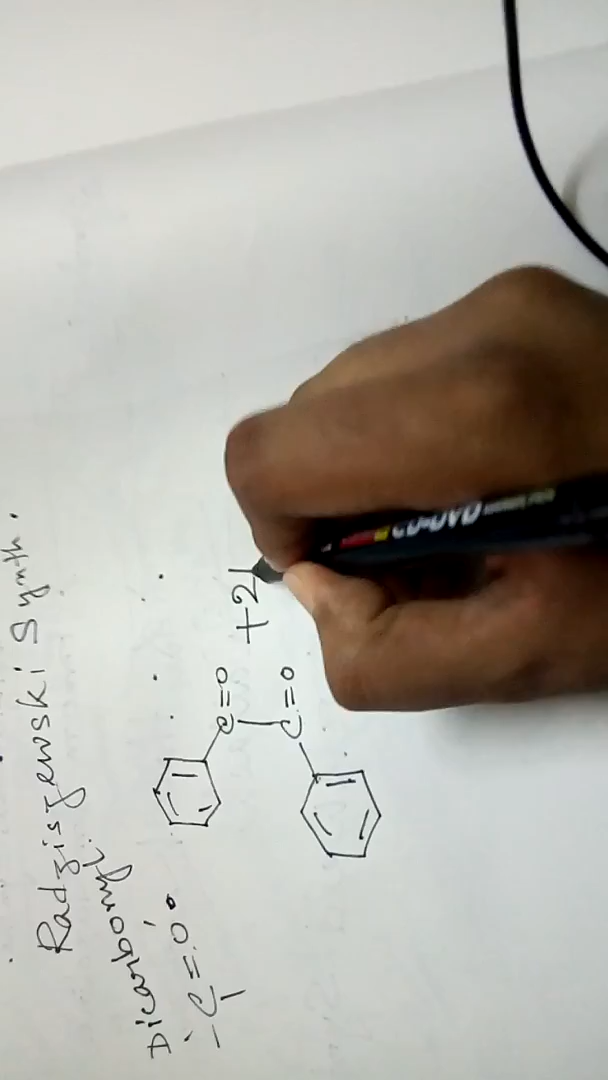 Radziszewski Synth.
Dicarbonyl.
- C = O
C = O
C = O
+ 2
CD-DVD